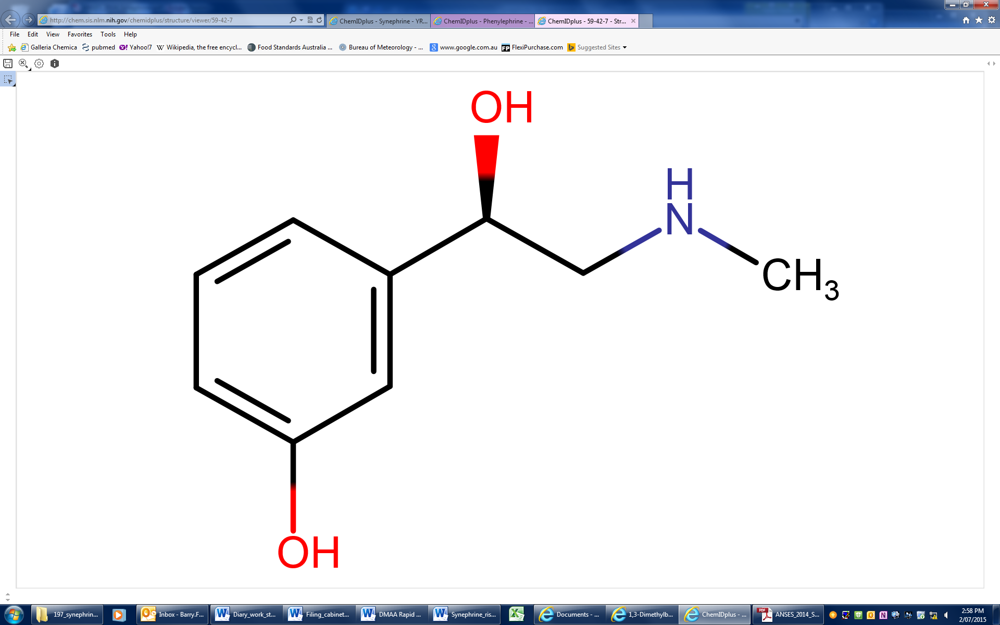 http://chem.sis.nlm.nih.gov/chemidplus/structure/viewer/59-42-7
ChemIDplus - Synephrine - YR...
ChemIDplus - Phenylephrine - ...
ChemIDplus - 59-42-7 - Str...
File Edit View Favorites Tools Help
Galleria Chemica pubmed Yahoo!7 Wikipedia, the free encycl... Food Standards Australia ... Bureau of Meteorology - ... www.google.com.au FlexiPurchase.com Suggested Sites
OH
H
N
CH3
OH
197_synephrin... Inbox - Barry.F... Diary_work_st... Filing_cabinet... DMAA Rapid ... Synephrine_ris... Documents - ... 1,3-Dimethylb... ChemIDplus - ... ANSES_2014_S...
2:58 PM
2/07/2015